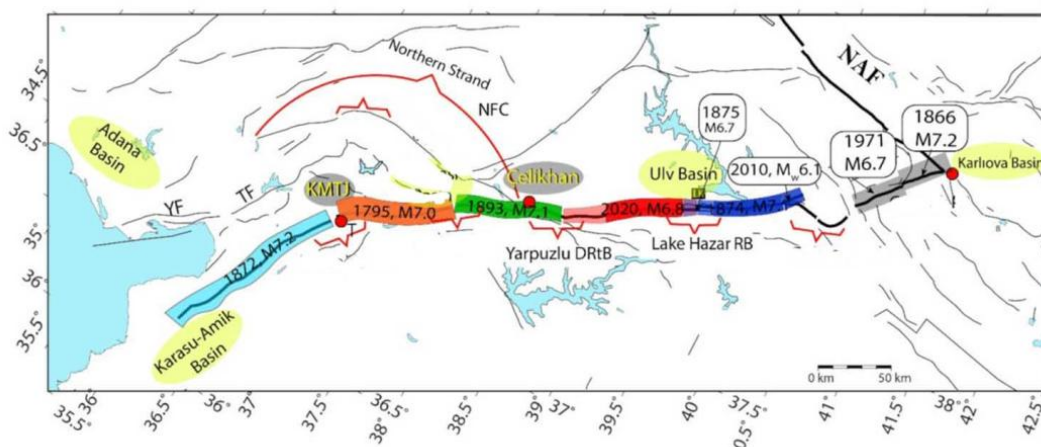 Northern Strand
NFC
NAF
1875
M6.7
1866
M7.2
1971
M6.7
2010, Mw6.1
Adana
Basin
KMTJ
Çelikhan
Ulv Basin
Karlıova Basin
YF
TF
1795, M7.0
1893, M7.1
2020, M6.8
874, M7.1
1872, M7.2
Yarpuzlu DRtB
Lake Hazar RB
Karasu-Amik
Basin
0 km
50 km
34.5°
36.5°
35°
36°
35.5°
35.5°
36°
36.5°
36°
37°
37.5°
38°
36.5°
38.5°
39°
37°
39.5°
40°
37.5°
0.5°
41°
41.5°
38°
42°
42.5°